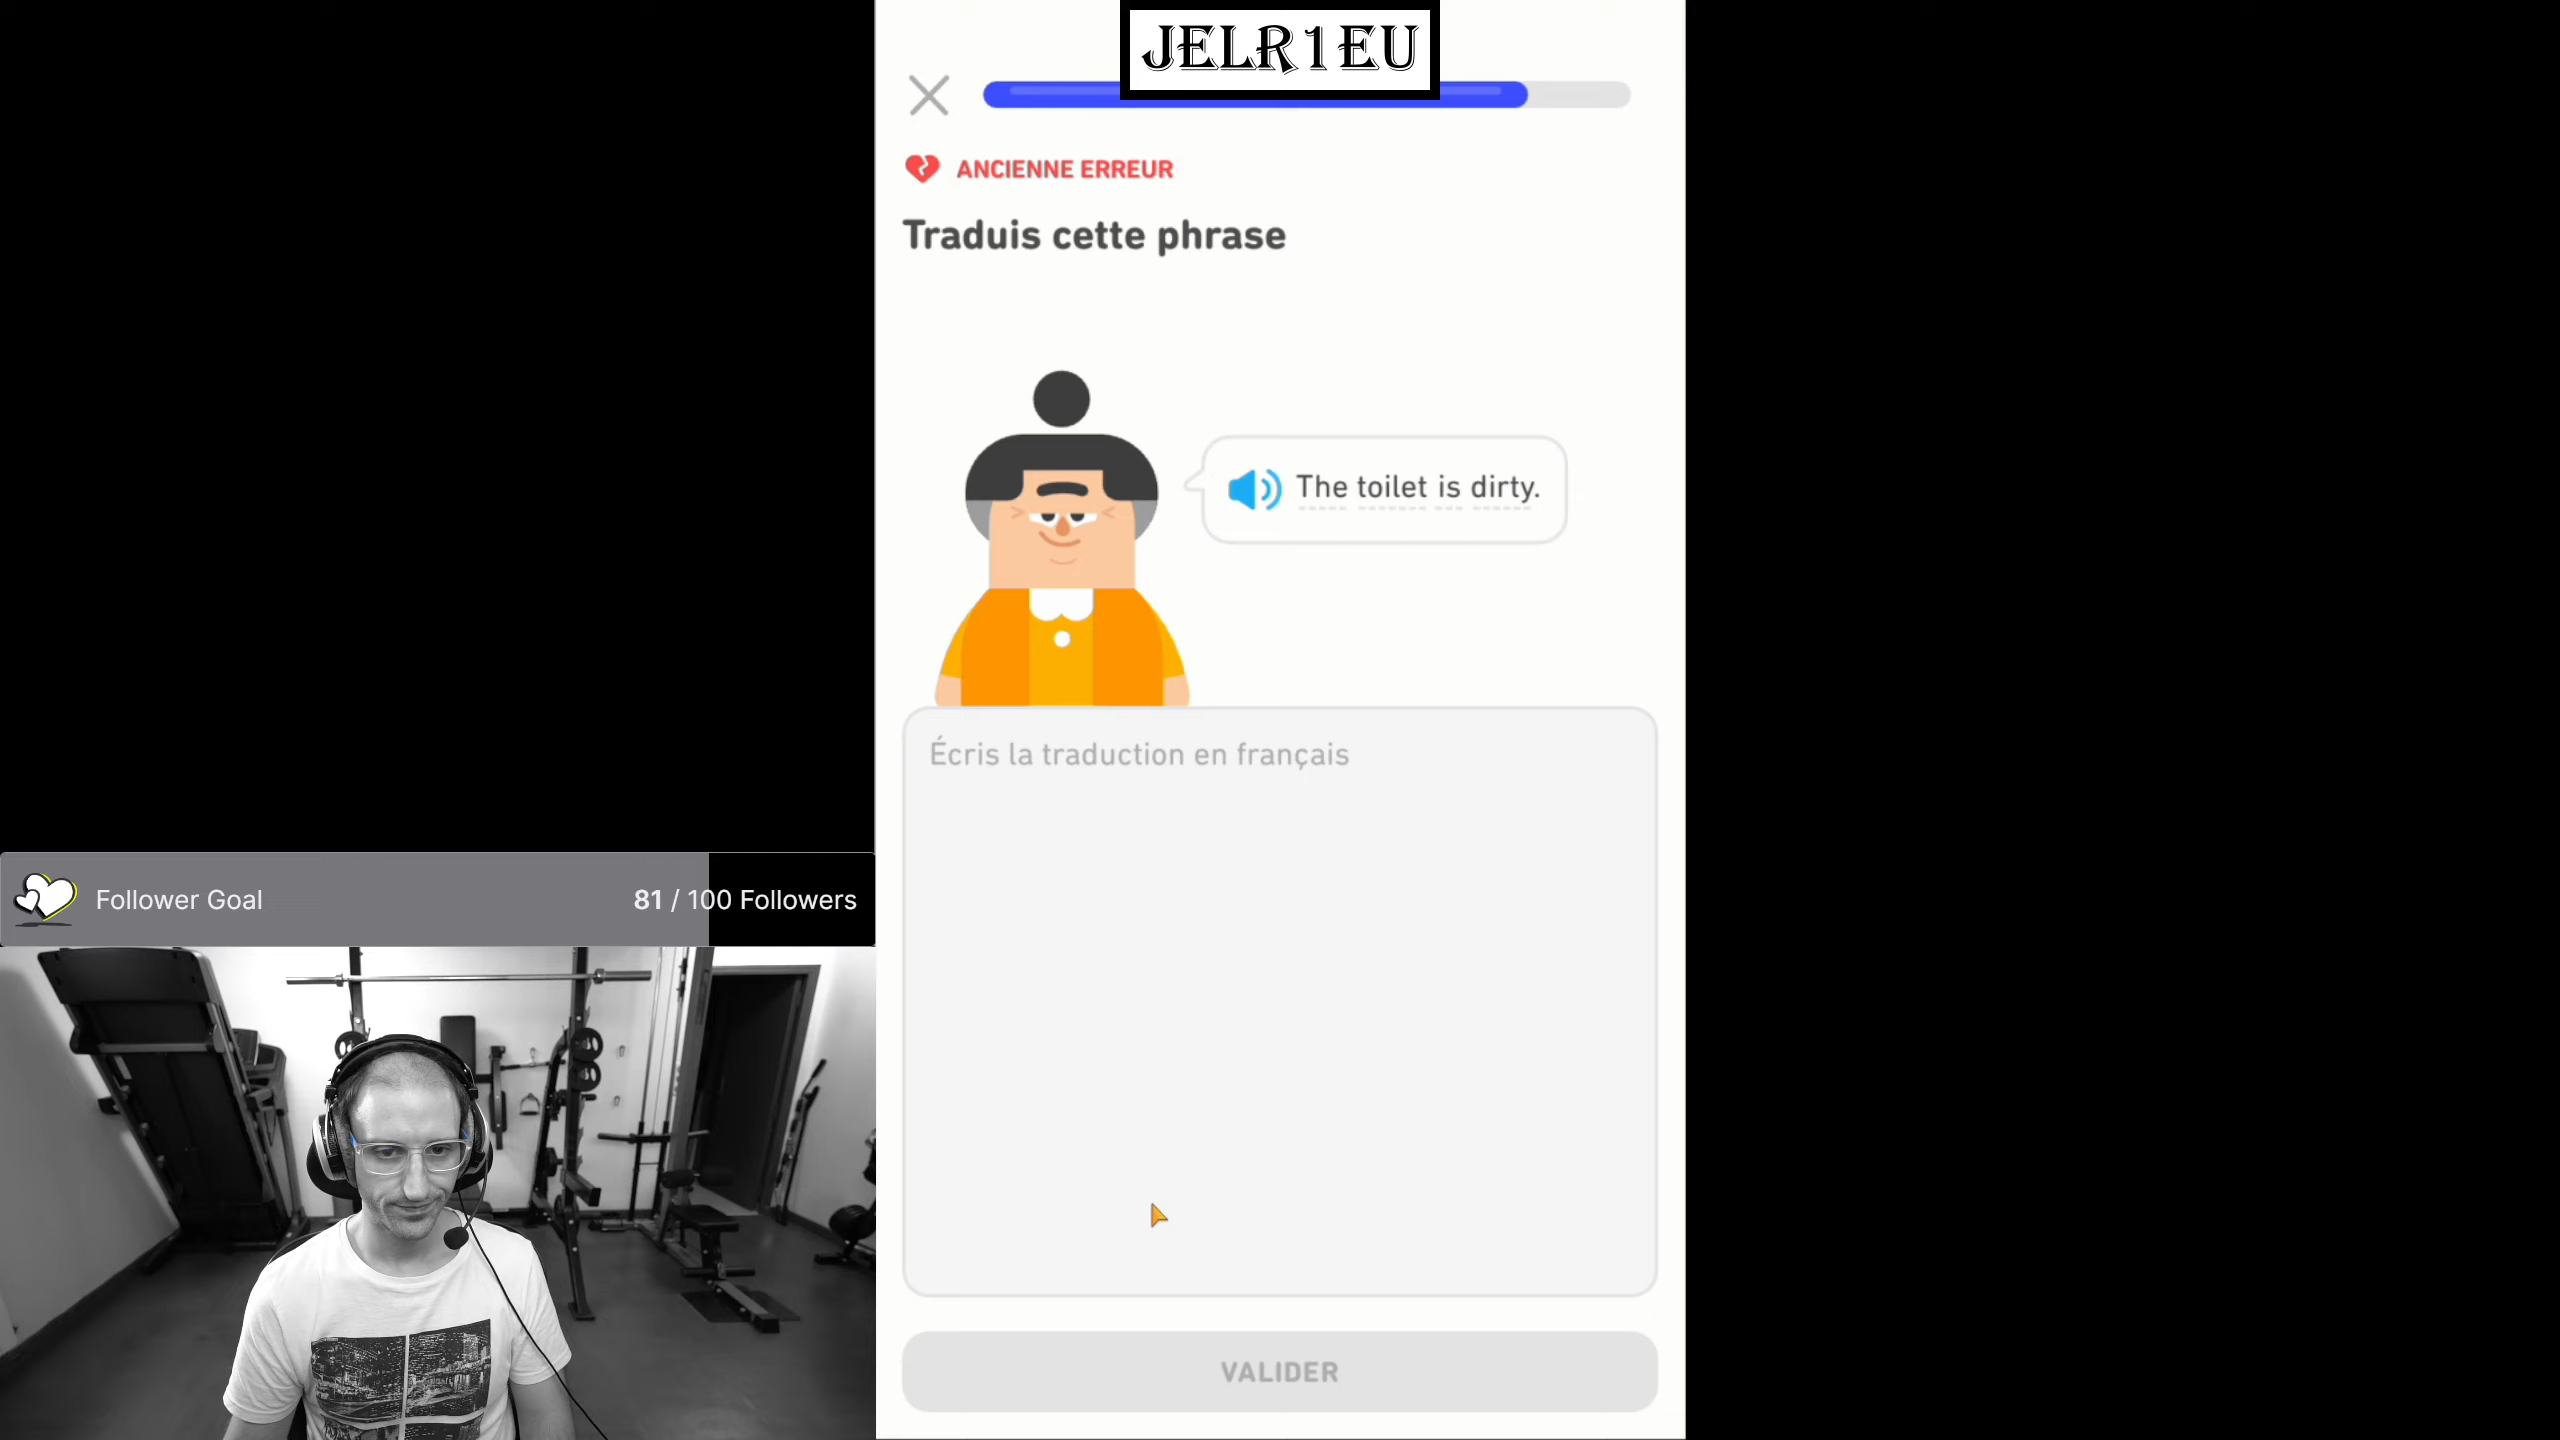 JELR1EU
ANCIENNE ERREUR
Traduis cette phrase
The toilet is dirty.
Écris la traduction en français
Follower Goal
81 / 100 Followers
VALIDER